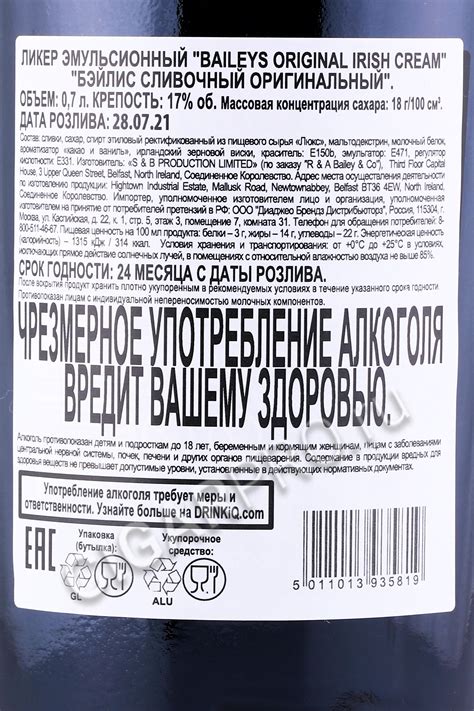 ЛИКЕР ЭМУЛЬСИОННЫЙ "BAILEYS ORIGINAL IRISH CREAM"
"БЭЙЛИС СЛИВОЧНЫЙ ОРИГИНАЛЬНЫЙ".
ОБЪЕМ: 0,7 л. КРЕПОСТЬ: 17% об. Массовая концентрация сахара: 18 г/100 см³.
ДАТА РОЗЛИВА: 28.07.21
Состав: сливки, сахар, спирт этиловый ректификованный из пищевого сырья «Люкс», мальтодекстрин, молочный белок,
ароматизатор «какао и ваниль», ирландский зерновой виски, краситель: E150b, эмульгатор: E471, регулятор
кислотности: E331. Изготовитель: «S & B PRODUCTION LIMITED» (по заказу "R & A Bailey & Co"), Third Floor Capital
House, 3 Upper Queen Street, Belfast, North Ireland, Соединенное Королевство. Адрес места осуществления
деятельности по изготовлению продукции: Hightown Industrial Estate, Mallusk Road, Newtownabbey, Belfast BT36 4EW, North Ireland,
Соединенное Королевство. Импортер, уполномоченное изготовителем лицо и организация, уполномоченная на
принятие претензий от потребителей в РФ: ООО "Диаджео Брендз Дистрибьюторз", Россия, 115304, г.
Москва, ул. Каспийская, д. 22, к. 1, стр. 5, этаж 3, помещение 7, комната 31. Телефон для обращения потребителей: 8-
800-511-46-67. Пищевая ценность на 100 мл продукта: белки – 3 г, жиры – 14 г, углеводы – 22 г. Энергетическая ценность
(калорийность) – 1315 кДж / 314 ккал. Условия хранения и транспортирования: от +0°C до +25°C в условиях,
исключающих прямое действие солнечных лучей, в помещениях с относительной влажностью воздуха не выше 85%.
СРОК ГОДНОСТИ: 24 МЕСЯЦА С ДАТЫ РОЗЛИВА.
После вскрытия продукт хранить плотно укупоренным в рекомендуемых условиях в течение указанного срока годности
Противопоказан лицам с индивидуальной непереносимостью молочных компонентов.
ЧРЕЗМЕРНОЕ УПОТРЕБЛЕНИЕ АЛКОГОЛЯ
ВРЕДИТ ВАШЕМУ ЗДОРОВЬЮ.
Алкоголь противопоказан детям и подросткам до 18 лет, беременным и кормящим женщинам, лицам с заболеваниями
центральной нервной системы, почек, печени и других органов пищеварения. Содержание в продукции вредных для
здоровья веществ не превышает допустимые уровни, установленные в действующих нормативных документах.
Употребление алкоголя требует меры и
ответственности. Узнайте больше на DRINKiQ.com
EAC
Упаковка
(бутылка):
Укупорочное
средство:
GL
ALU
5 011013 935819